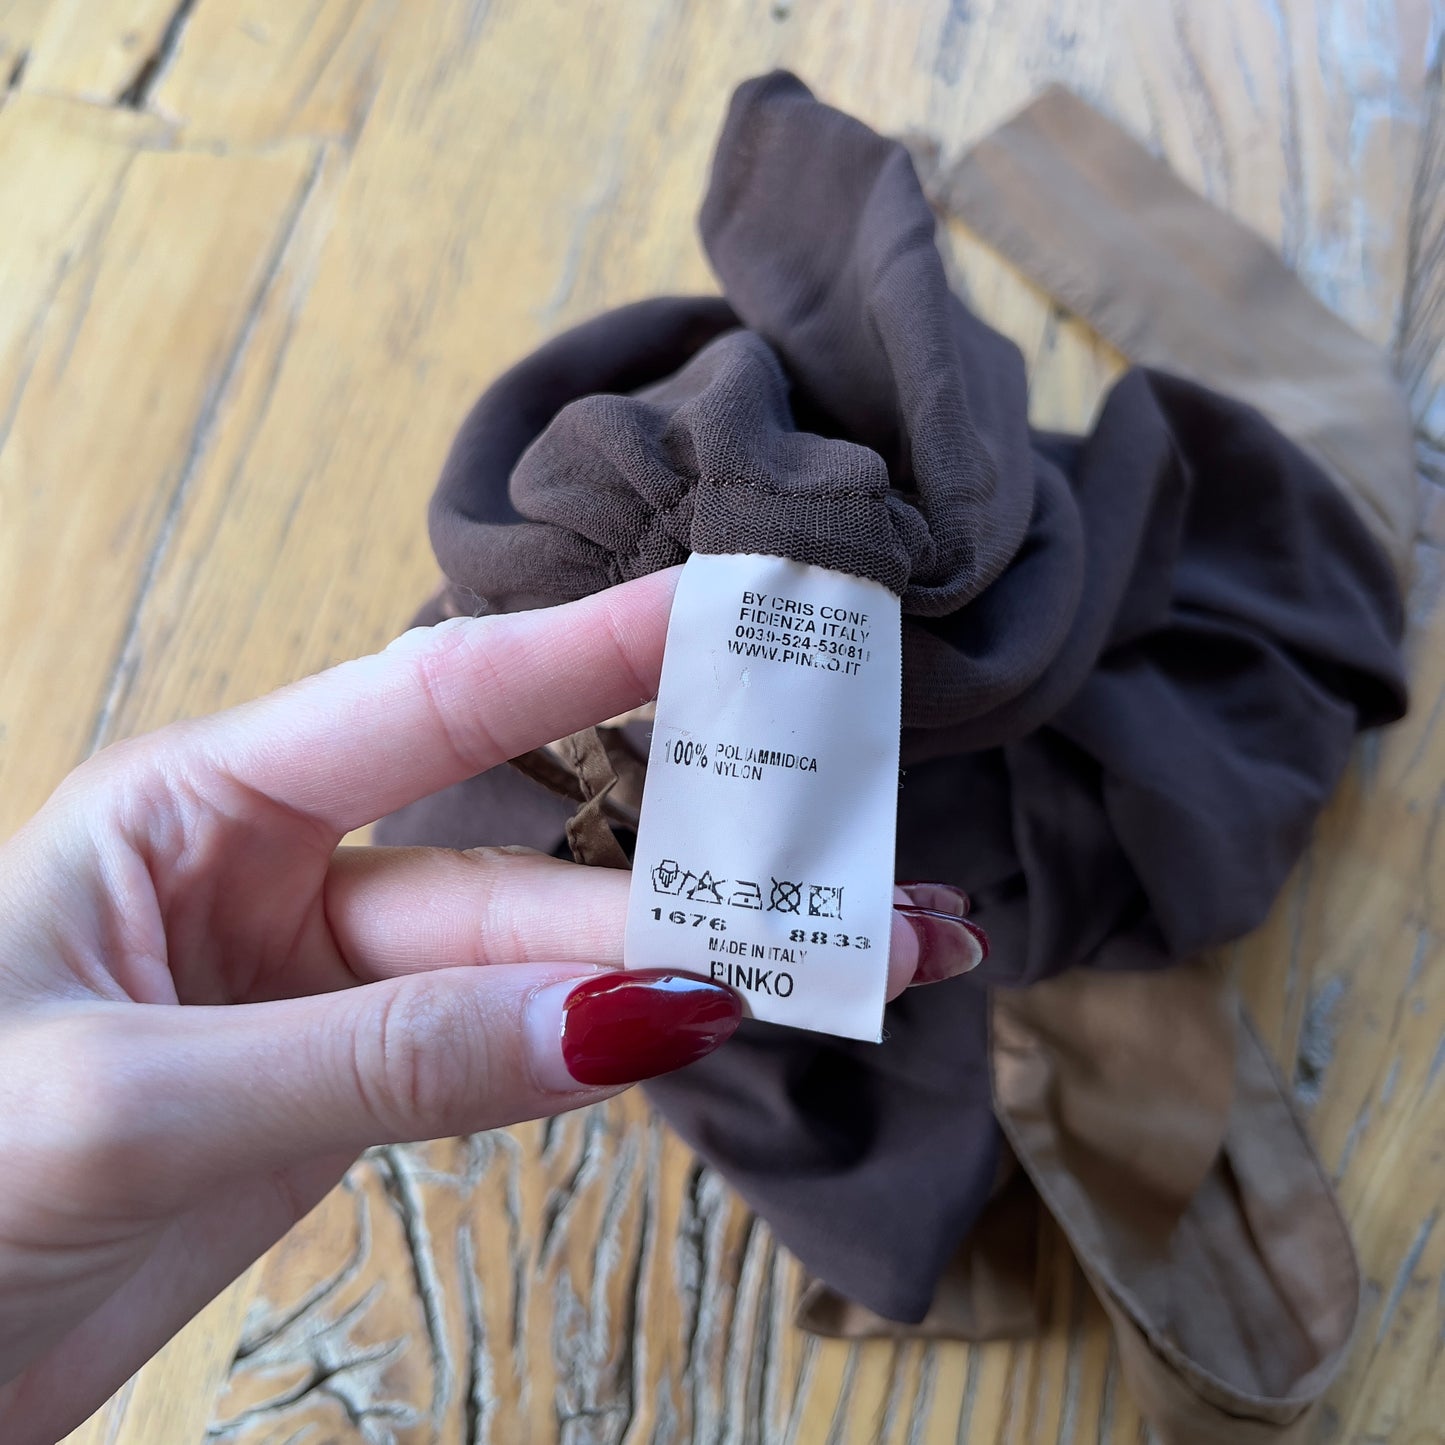 BY CRIS CONF.
FIDENZA ITALY
0039-524-53081
WWW.PINKO.IT
100% POLIAMMIDICA
NYLON
1676 8833
MADE IN ITALY
PINKO